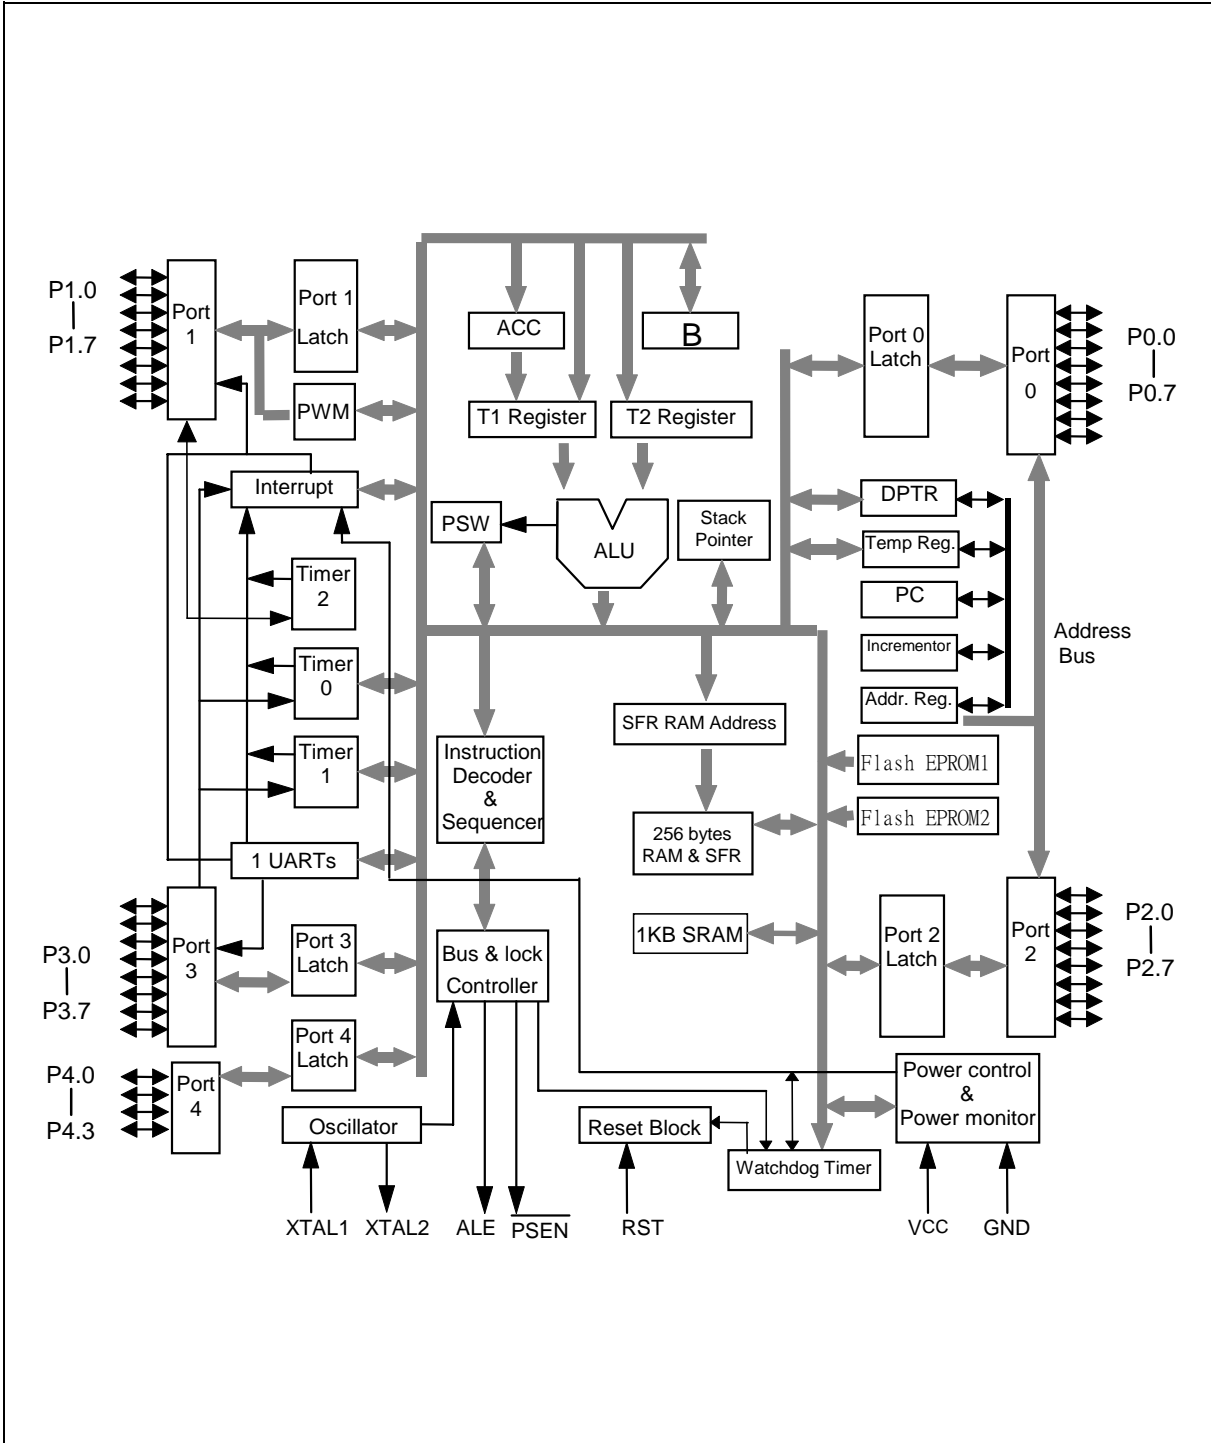 P1.0
P1.7
Port
1
Port 1
Latch
PWM
ACC
B
T1 Register
T2 Register
Port 0
Latch
Port
0
P0.0
P0.7
Interrupt
PSW
ALU
Stack
Pointer
DPTR
Temp Reg.
PC
Incrementor
Addr. Reg.
Address
Bus
Timer
2
Timer
0
Timer
1
SFR RAM Address
Instruction
Decoder
&
Sequencer
Flash EPROM1
Flash EPROM2
256 bytes
RAM & SFR
1 UARTs
1KB SRAM
P3.0
P3.7
Port
3
Port 3
Latch
Bus & lock
Controller
Port 2
Latch
Port
2
P2.0
P2.7
P4.0
P4.3
Port
4
Port 4
Latch
Oscillator
Reset Block
Watchdog Timer
Power control
&
Power monitor
XTAL1
XTAL2
ALE
PSEN
RST
VCC
GND